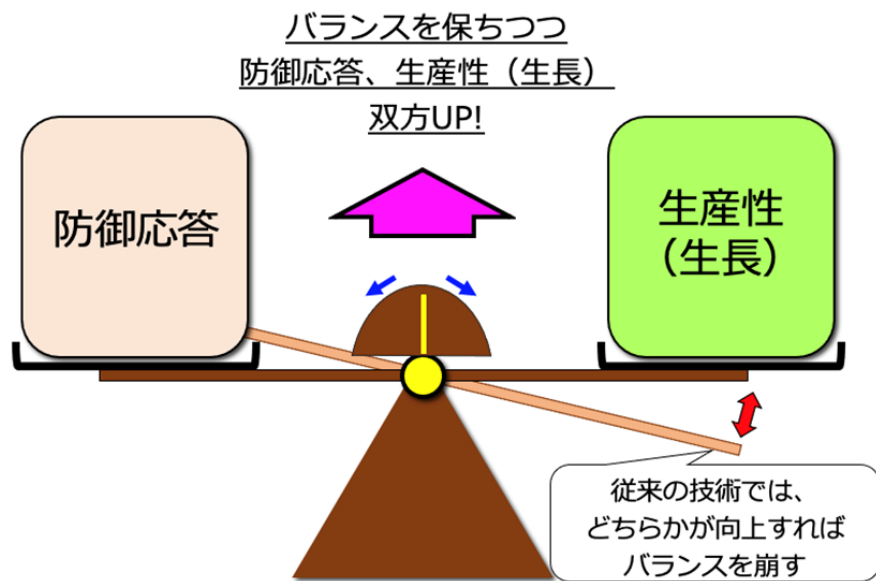 バランスを保ちつつ
防御応答、生産性（生長）
双方UP!
防御応答
生産性
（生長）
従来の技術では、
どちらかが向上すれば
バランスを崩す